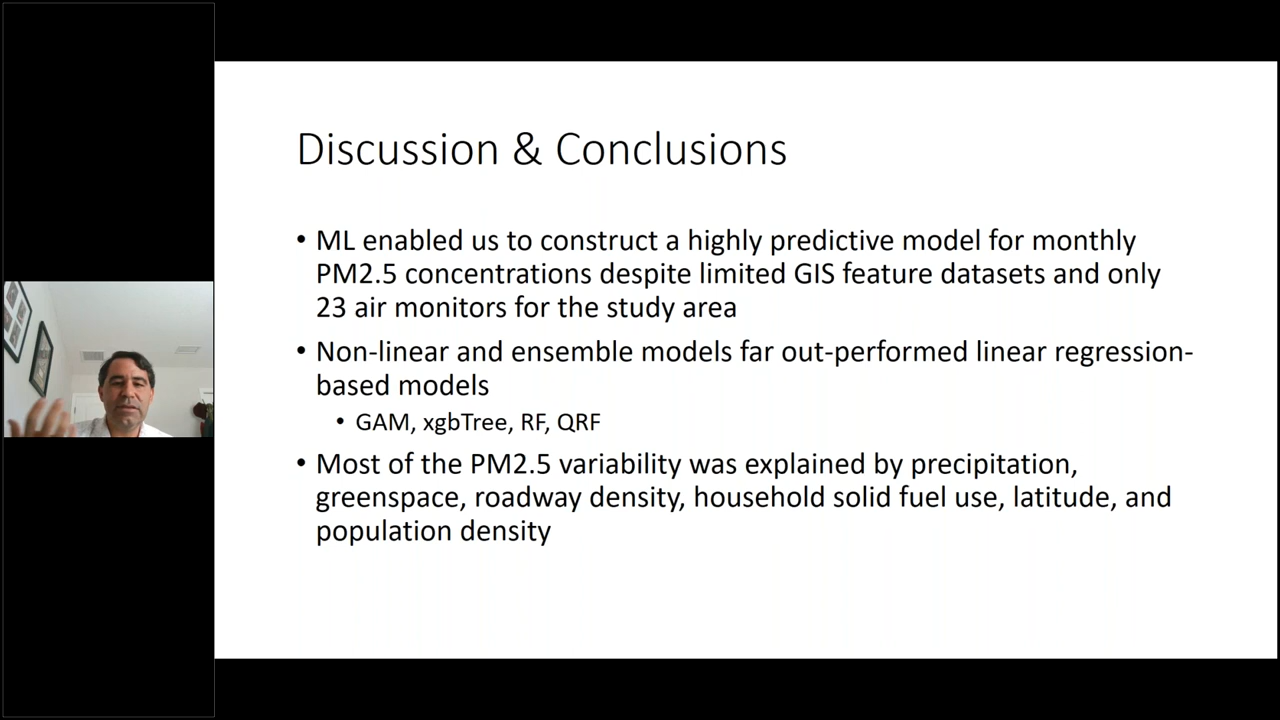 Discussion & Conclusions
• ML enabled us to construct a highly predictive model for monthly
PM2.5 concentrations despite limited GIS feature datasets and only
23 air monitors for the study area
• Non-linear and ensemble models far out-performed linear regression-
based models
• GAM, xgbTree, RF, QRF
• Most of the PM2.5 variability was explained by precipitation,
greenspace, roadway density, household solid fuel use, latitude, and
population density